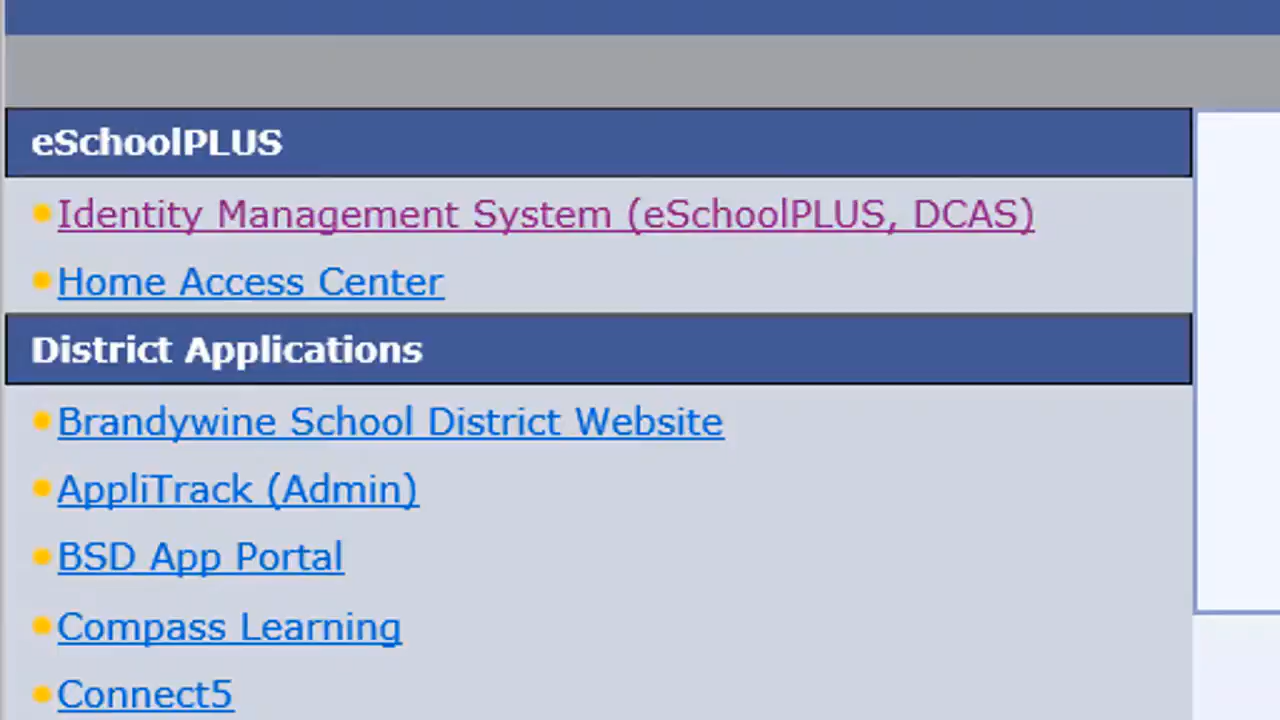 eSchoolPLUS
Identity Management System (eSchoolPLUS, DCAS)
Home Access Center
District Applications
Brandywine School District Website
AppliTrack (Admin)
BSD App Portal
Compass Learning
Connect5